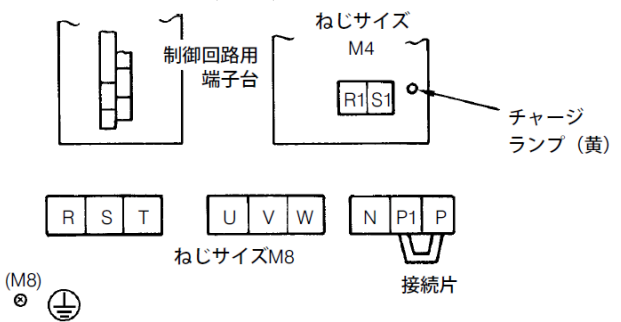 ねじサイズ
M4
制御回路用
端子台
R1 S1
チャージ
ランプ（黄）
R S T
U V W
N P1 P
ねじサイズM8
接続片
(M8)